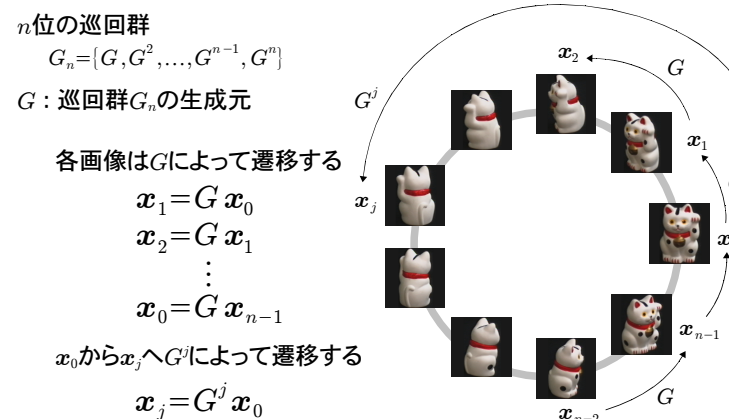 n位の巡回群
Gₙ={G,G²,...,Gⁿ⁻¹,Gⁿ}
G : 巡回群Gₙの生成元
各画像はGによって遷移する
x₁=G x₀
x₂=G x₁
⋮
x₀=G xₙ₋₁
x₀からxⱼへGʲによって遷移する
xⱼ=Gʲ x₀
x₂
G
Gʲ
x₁
xⱼ
x
xₙ₋₁
G
xₙ₋₂